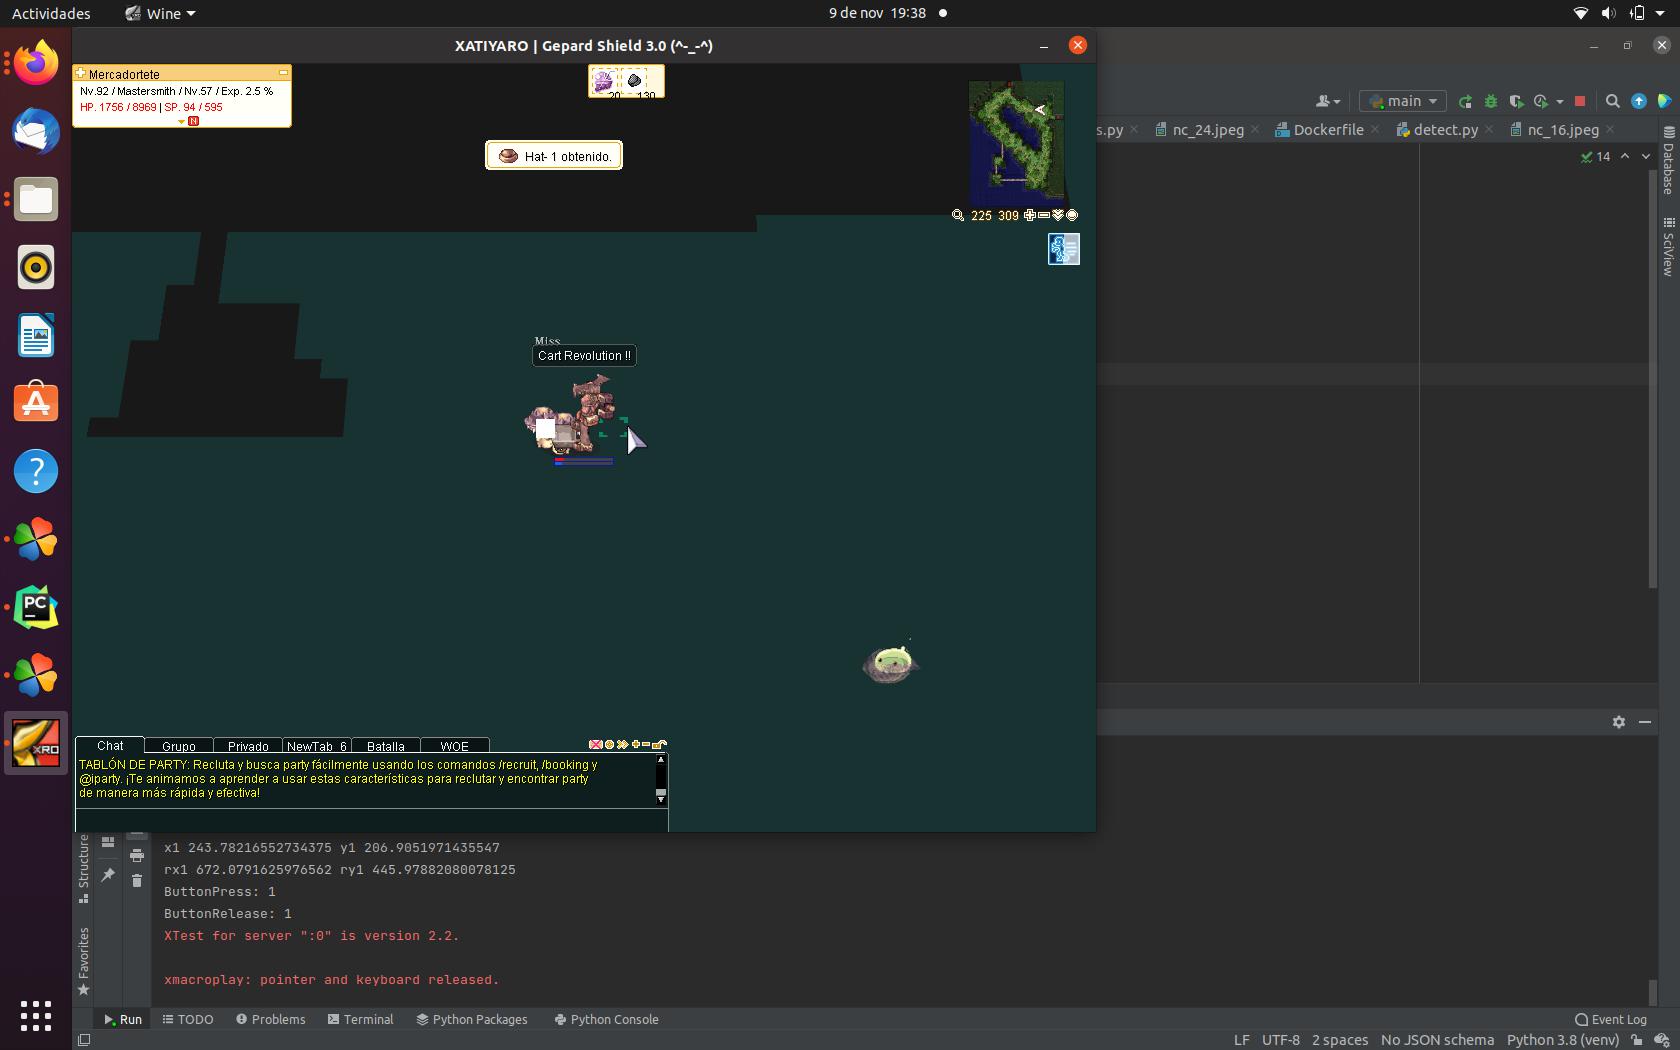 Actividades
Wine
9 de nov 19:38
XATIYARO | Gepard Shield 3.0 (^-_-^)
Mercadortete
Nv.92 / Mastersmith / Nv.57 / Exp. 2.5 %
HP. 1756 / 8969 | SP. 94 / 595
N
20
130
Hat- 1 obtenido.
225 309
main
s.py
nc_24.jpeg
Dockerfile
detect.py
nc_16.jpeg
14
Database
SciView
Miss
Cart Revolution !!
PC
XRO
Chat
Grupo
Privado
NewTab_6
Batalla
WOE
TABLÓN DE PARTY: Recluta y busca party fácilmente usando los comandos /recruit, /booking y
@iparty. ¡Te animamos a aprender a usar estas características para reclutar y encontrar party
de manera más rápida y efectiva!
x1 243.78216552734375 y1 206.9051971435547
rx1 672.0791625976562 ry1 445.97882080078125
ButtonPress: 1
ButtonRelease: 1
XTest for server ":0" is version 2.2.
xmacroplay: pointer and keyboard released.
Structure
Favorites
Run
TODO
Problems
Terminal
Python Packages
Python Console
Event Log
LF
UTF-8
2 spaces
No JSON schema
Python 3.8 (venv)